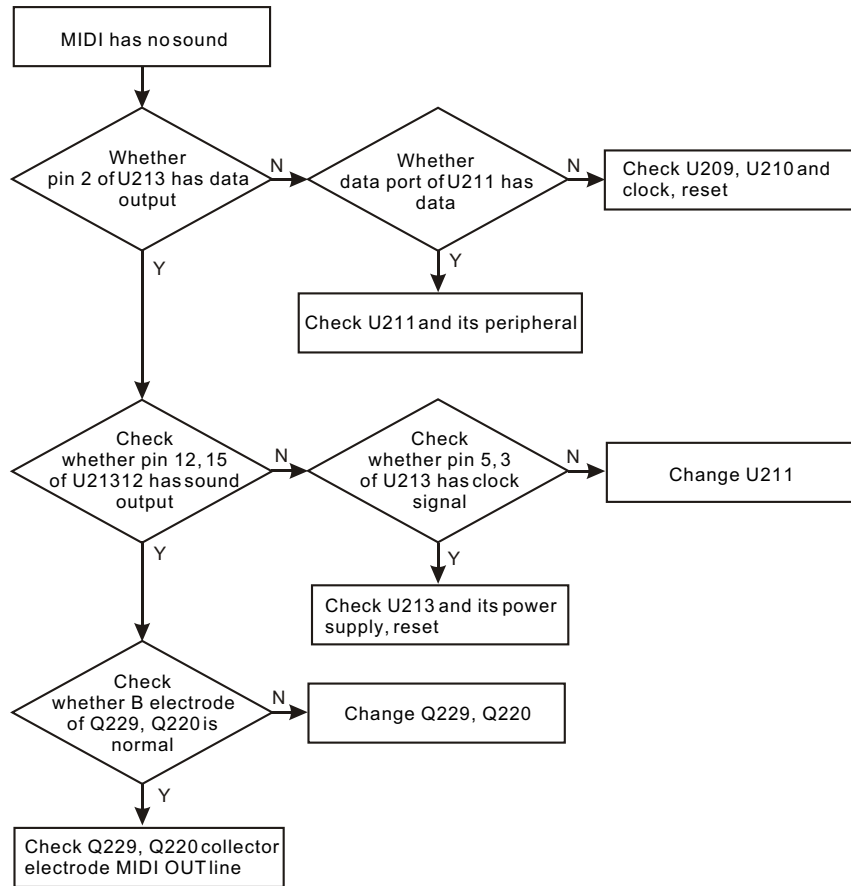 MIDI has no sound
Whether
pin 2 of U213 has data
output
N
Whether
data port of U211 has
data
N
Check U209, U210 and
clock, reset
Y
Y
Check U211 and its peripheral
Check
whether pin 12, 15
of U21312 has sound
output
N
Check
whether pin 5, 3
of U213 has clock
signal
N
Change U211
Y
Y
Check U213 and its power
supply, reset
Check
whether B electrode
of Q229, Q220 is
normal
N
Change Q229, Q220
Y
Check Q229, Q220 collector
electrode MIDI OUT line